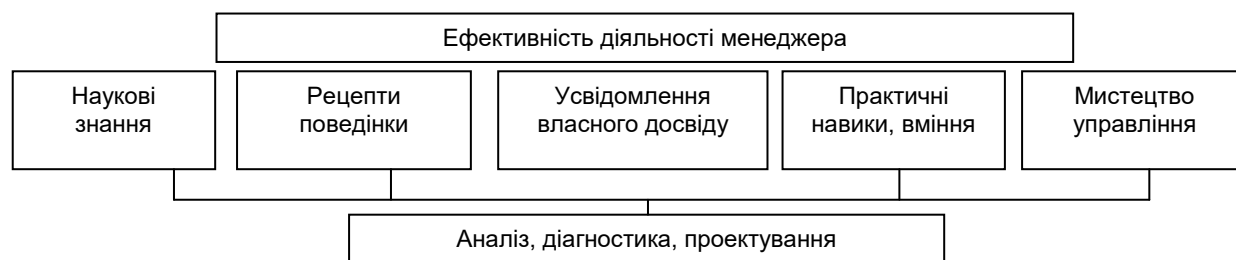 Ефективність діяльності менеджера
Наукові
знання
Рецепти
поведінки
Усвідомлення
власного досвіду
Практичні
навики, вміння
Мистецтво
управління
Аналіз, діагностика, проектування